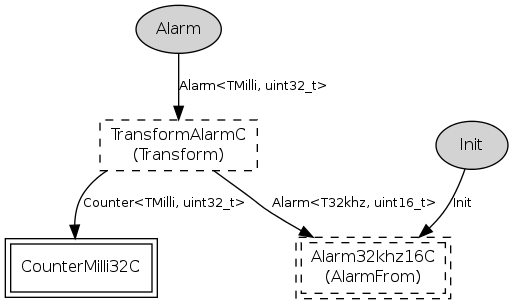 Alarm
Alarm<TMilli, uint32_t>
TransformAlarmC
(Transform)
Init
Counter<TMilli, uint32_t>
Alarm<T32khz, uint16_t>
Init
CounterMilli32C
Alarm32khz16C
(AlarmFrom)